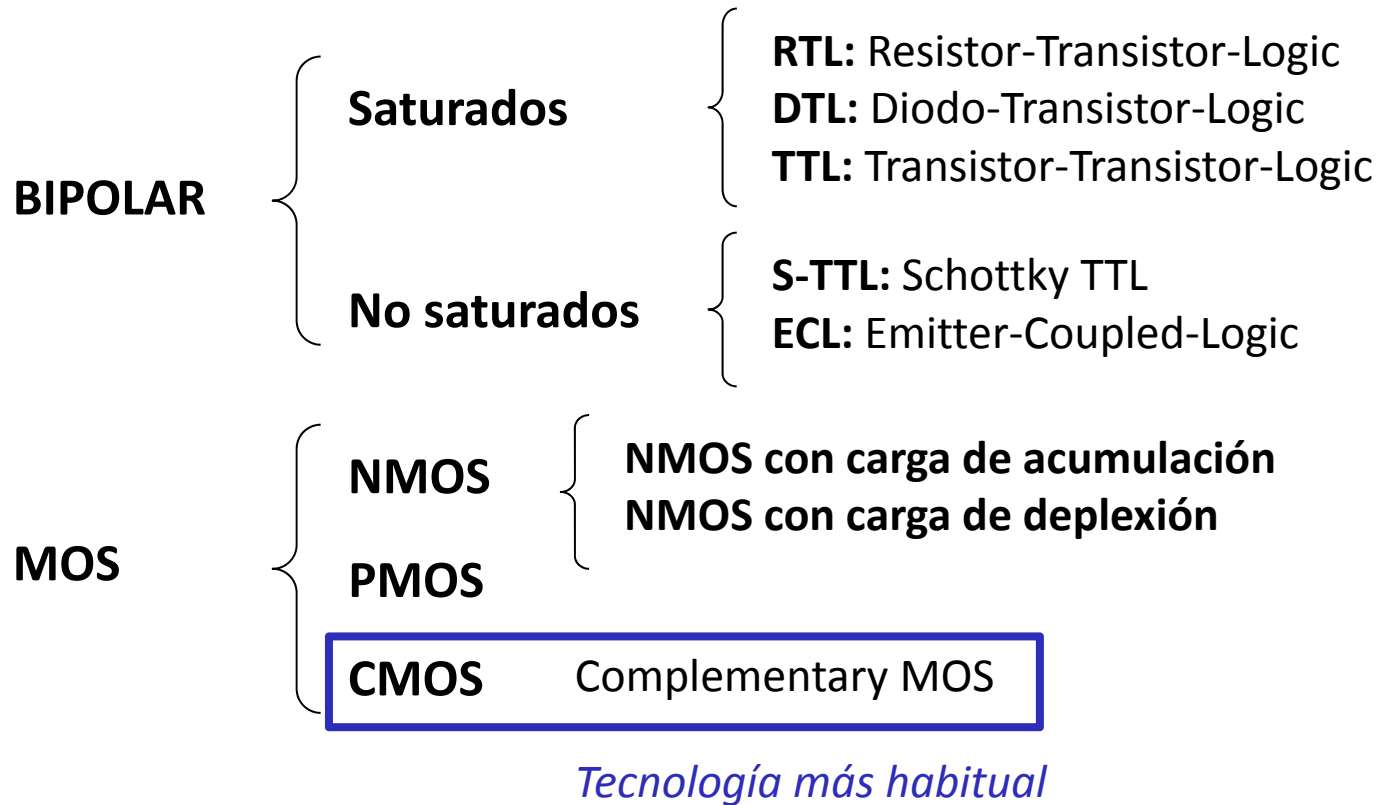 BIPOLAR
Saturados
RTL: Resistor-Transistor-Logic
DTL: Diodo-Transistor-Logic
TTL: Transistor-Transistor-Logic
No saturados
S-TTL: Schottky TTL
ECL: Emitter-Coupled-Logic
MOS
NMOS
NMOS con carga de acumulación
NMOS con carga de deplexión
PMOS
CMOS Complementary MOS
Tecnología más habitual